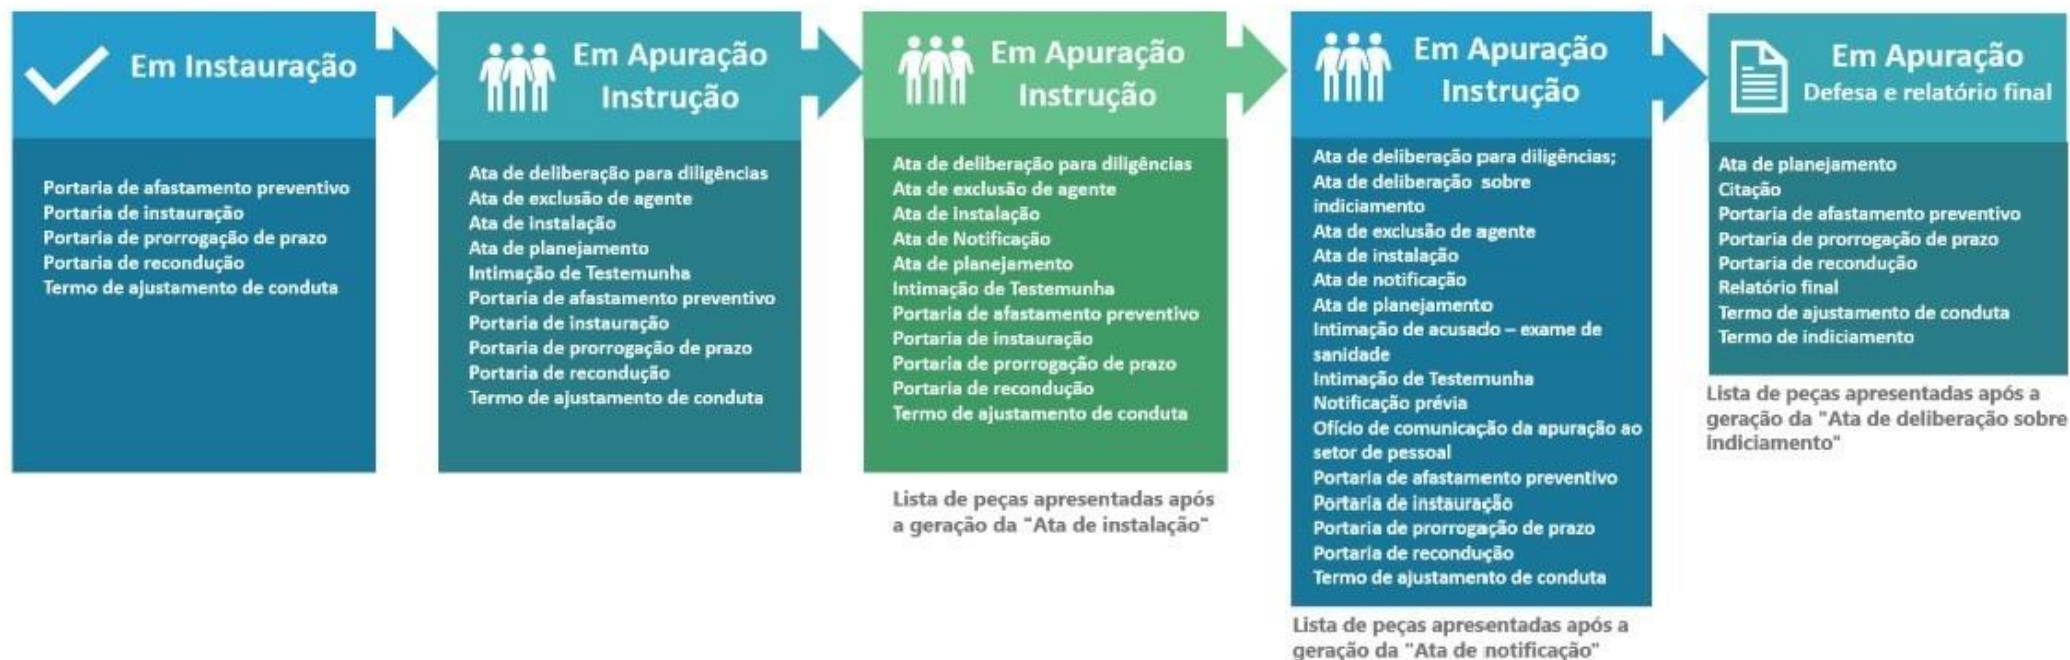 Em Instauração
Portaria de afastamento preventivo
Portaria de instauração
Portaria de prorrogação de prazo
Portaria de recondução
Termo de ajustamento de conduta
Em Apuração
Instrução
Ata de deliberação para diligências
Ata de exclusão de agente
Ata de instalação
Ata de planejamento
Intimação de Testemunha
Portaria de afastamento preventivo
Portaria de instauração
Portaria de prorrogação de prazo
Portaria de recondução
Termo de ajustamento de conduta
Em Apuração
Instrução
Ata de deliberação para diligências
Ata de exclusão de agente
Ata de Instalação
Ata de Notificação
Ata de planejamento
Intimação de Testemunha
Portaria de afastamento preventivo
Portaria de instauração
Portaria de prorrogação de prazo
Portaria de recondução
Termo de ajustamento de conduta
Lista de peças apresentadas após
a geração da "Ata de instalação"
Em Apuração
Instrução
Ata de deliberação para diligências;
Ata de deliberação sobre
indiciamento
Ata de exclusão de agente
Ata de instalação
Ata de notificação
Ata de planejamento
Intimação de acusado – exame de
sanidade
Intimação de Testemunha
Notificação prévia
Ofício de comunicação da apuração ao
setor de pessoal
Portaria de afastamento preventivo
Portaria de instauração
Portaria de prorrogação de prazo
Portaria de recondução
Termo de ajustamento de conduta
Lista de peças apresentadas após a
geração da "Ata de notificação"
Em Apuração
Defesa e relatório final
Ata de planejamento
Citação
Portaria de afastamento preventivo
Portaria de prorrogação de prazo
Portaria de recondução
Relatório final
Termo de ajustamento de conduta
Termo de indiciamento
Lista de peças apresentadas após a
geração da "Ata de deliberação sobre
indiciamento"